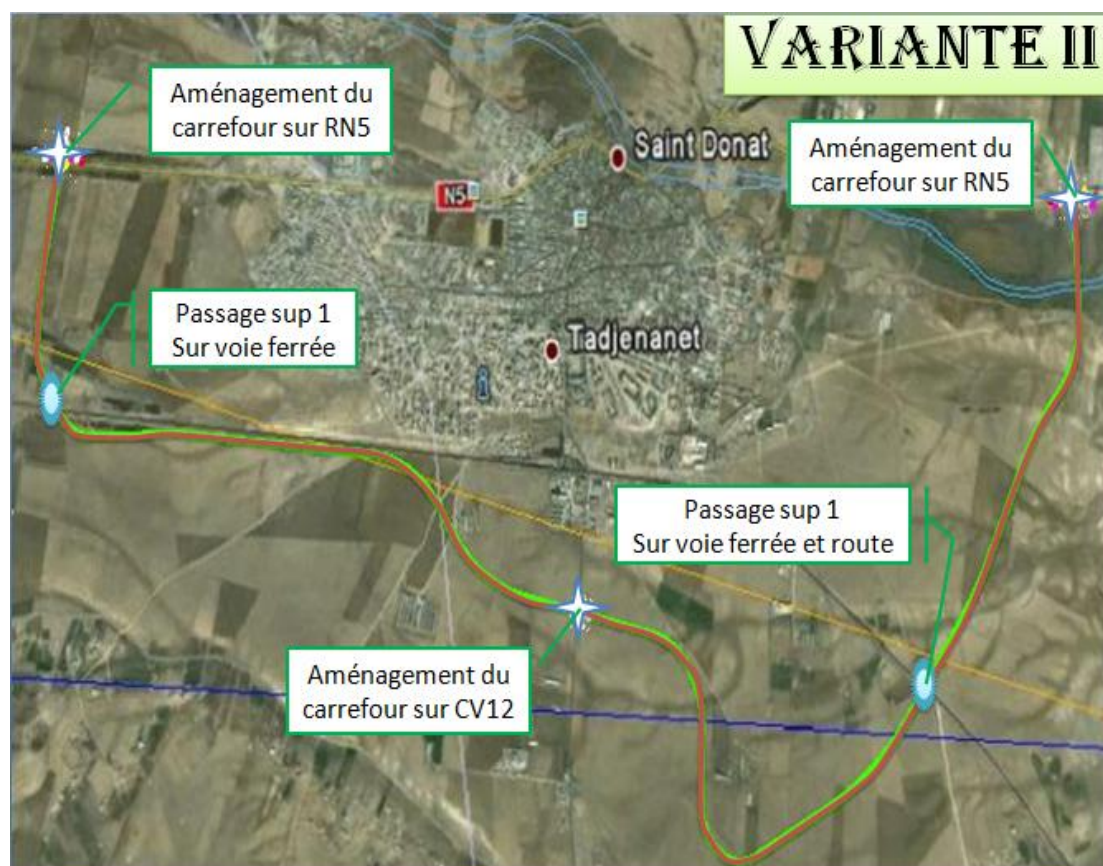 VARIANTE II
Aménagement du
carrefour sur RN5
Saint Donat
Aménagement du
carrefour sur RN5
N5
Passage sup 1
Sur voie ferrée
Tadjenanet
Passage sup 1
Sur voie ferrée et route
Aménagement du
carrefour sur CV12